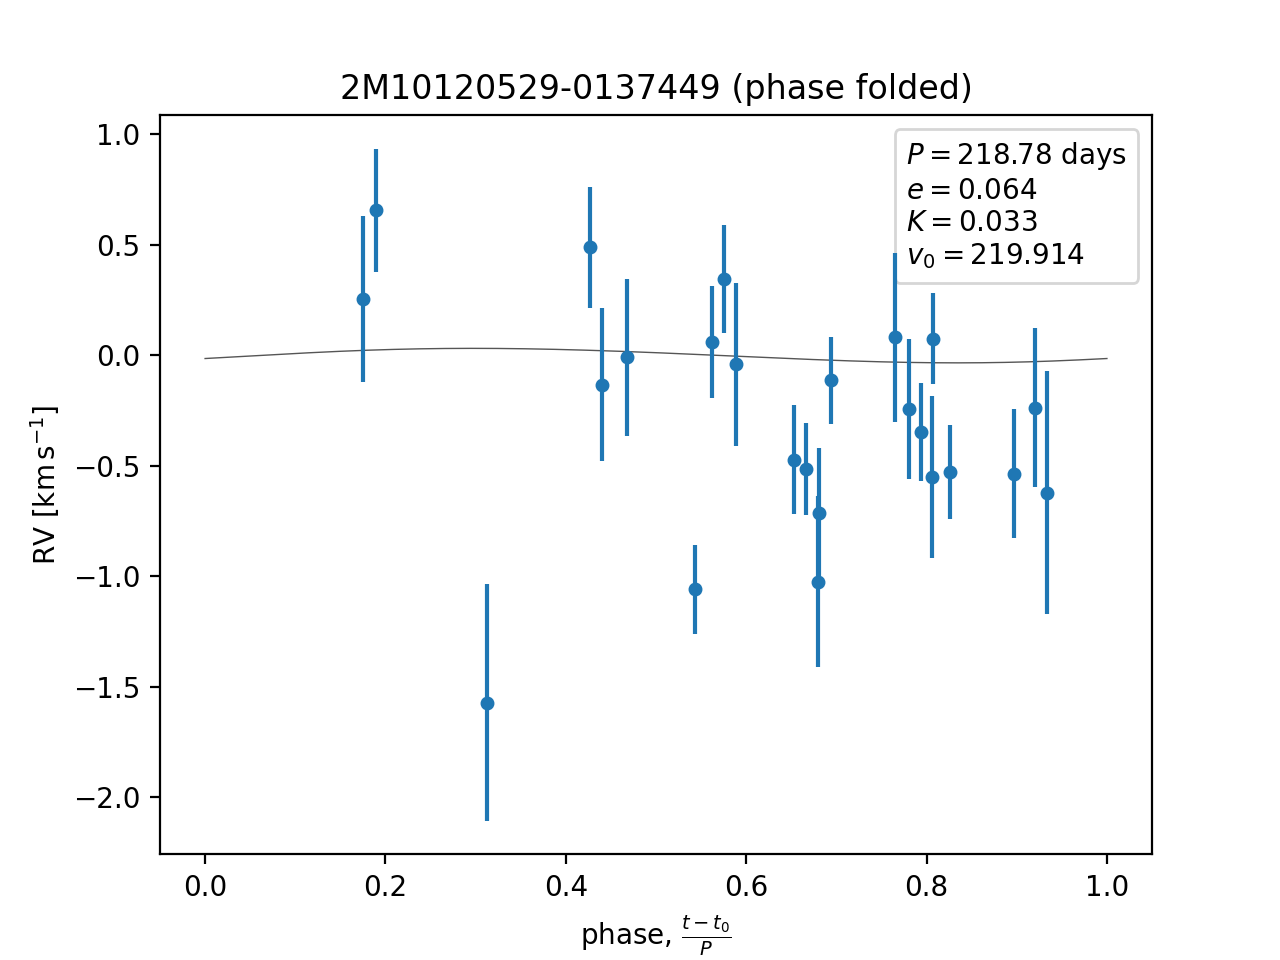 2M10120529-0137449 (phase folded)
P = 218.78 days
e = 0.064
K = 0.033
v₀ = 219.914
RV [km s⁻¹]
1.0
0.5
0.0
−0.5
−1.0
−1.5
−2.0
0.0 0.2 0.4 0.6 0.8 1.0
phase, (t − t₀)/P